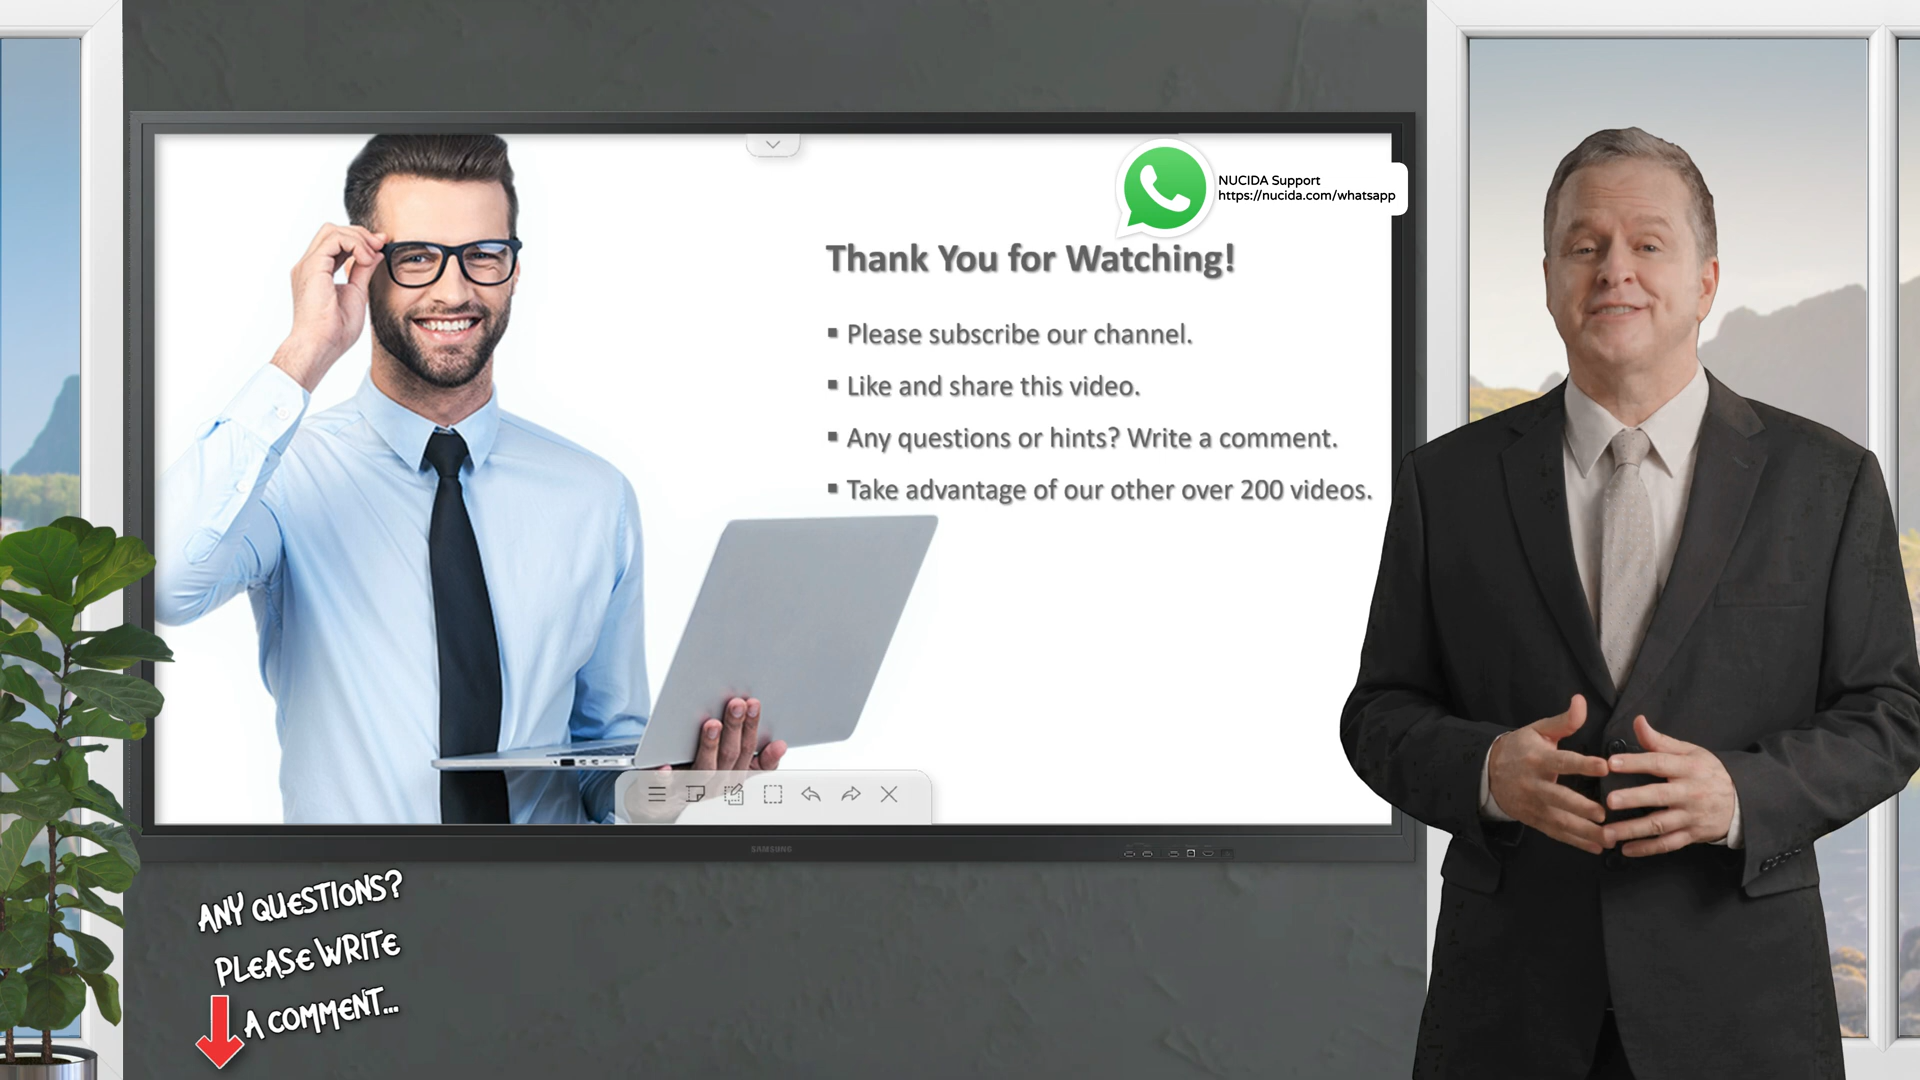 NUCIDA Support
https://nucida.com/whatsapp
Thank You for Watching!
▪ Please subscribe our channel.
▪ Like and share this video.
▪ Any questions or hints? Write a comment.
▪ Take advantage of our other over 200 videos.
SAMSUNG
ANY QUESTIONS?
PLEASE WRITE
A COMMENT...